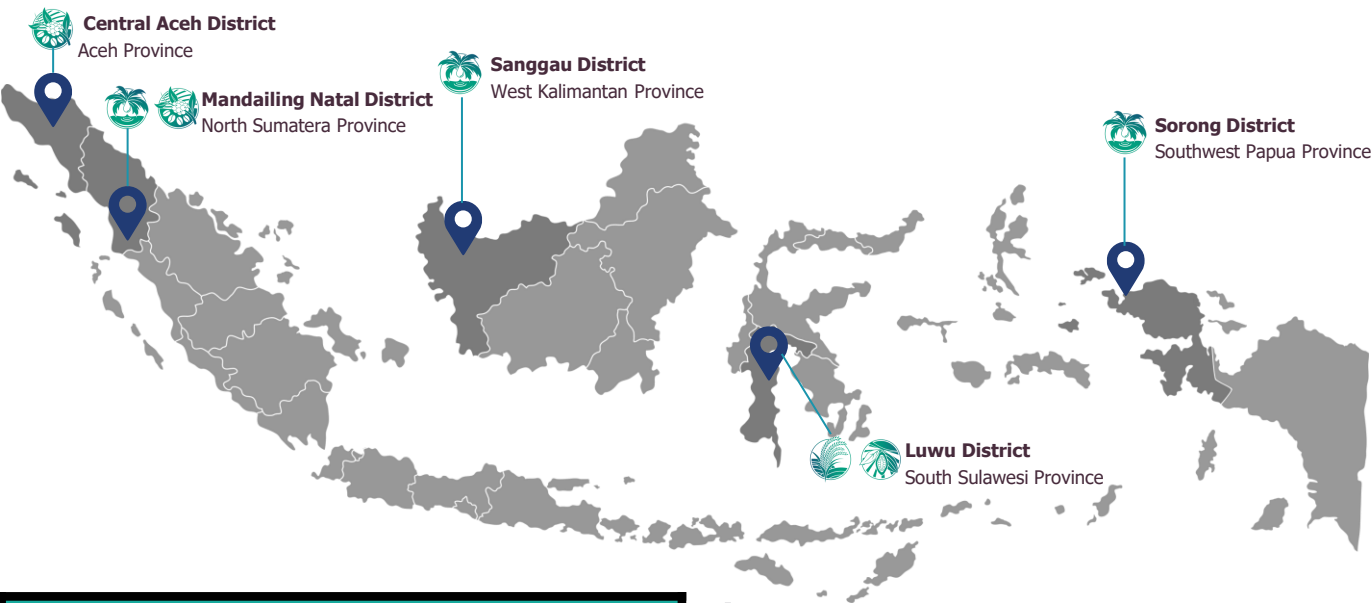 Central Aceh District
Aceh Province
Mandailing Natal District
North Sumatera Province
Sanggau District
West Kalimantan Province
Sorong District
Southwest Papua Province
Luwu District
South Sulawesi Province